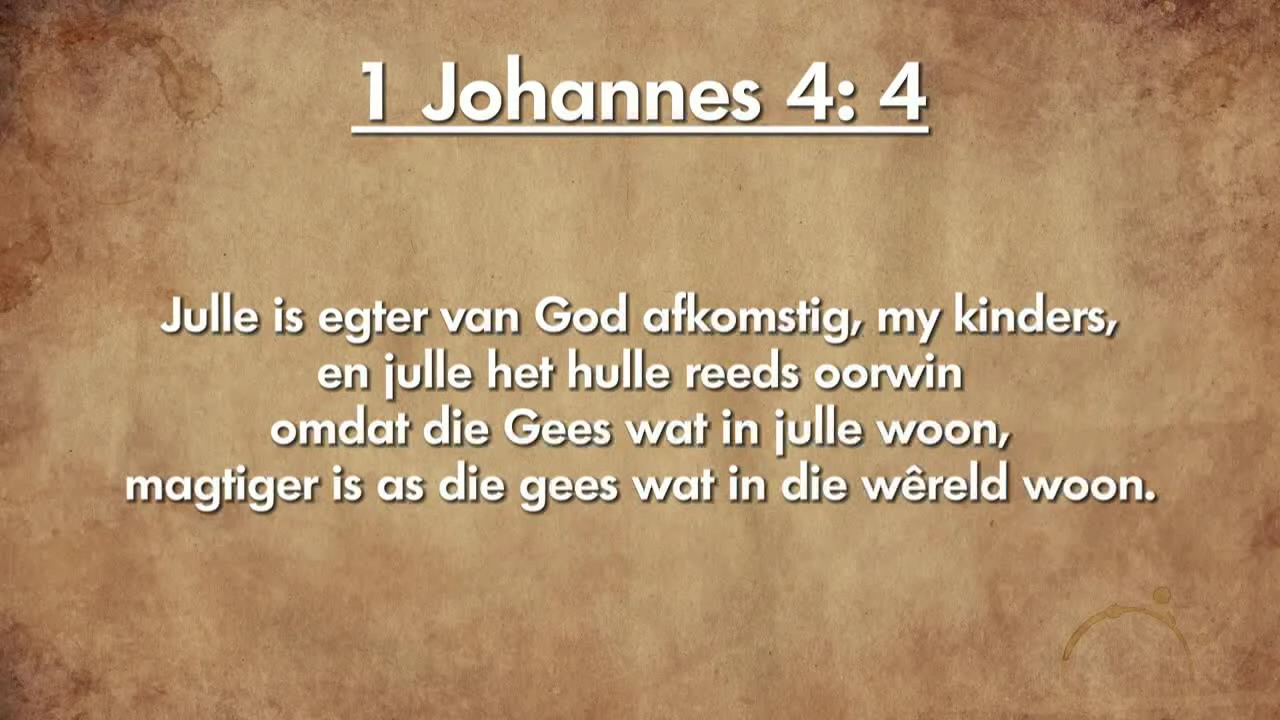 1 Johannes 4: 4
Julle is egter van God afkomstig, my kinders,
en julle het hulle reeds oorwin
omdat die Gees wat in julle woon,
magtiger is as die gees wat in die wêreld woon.